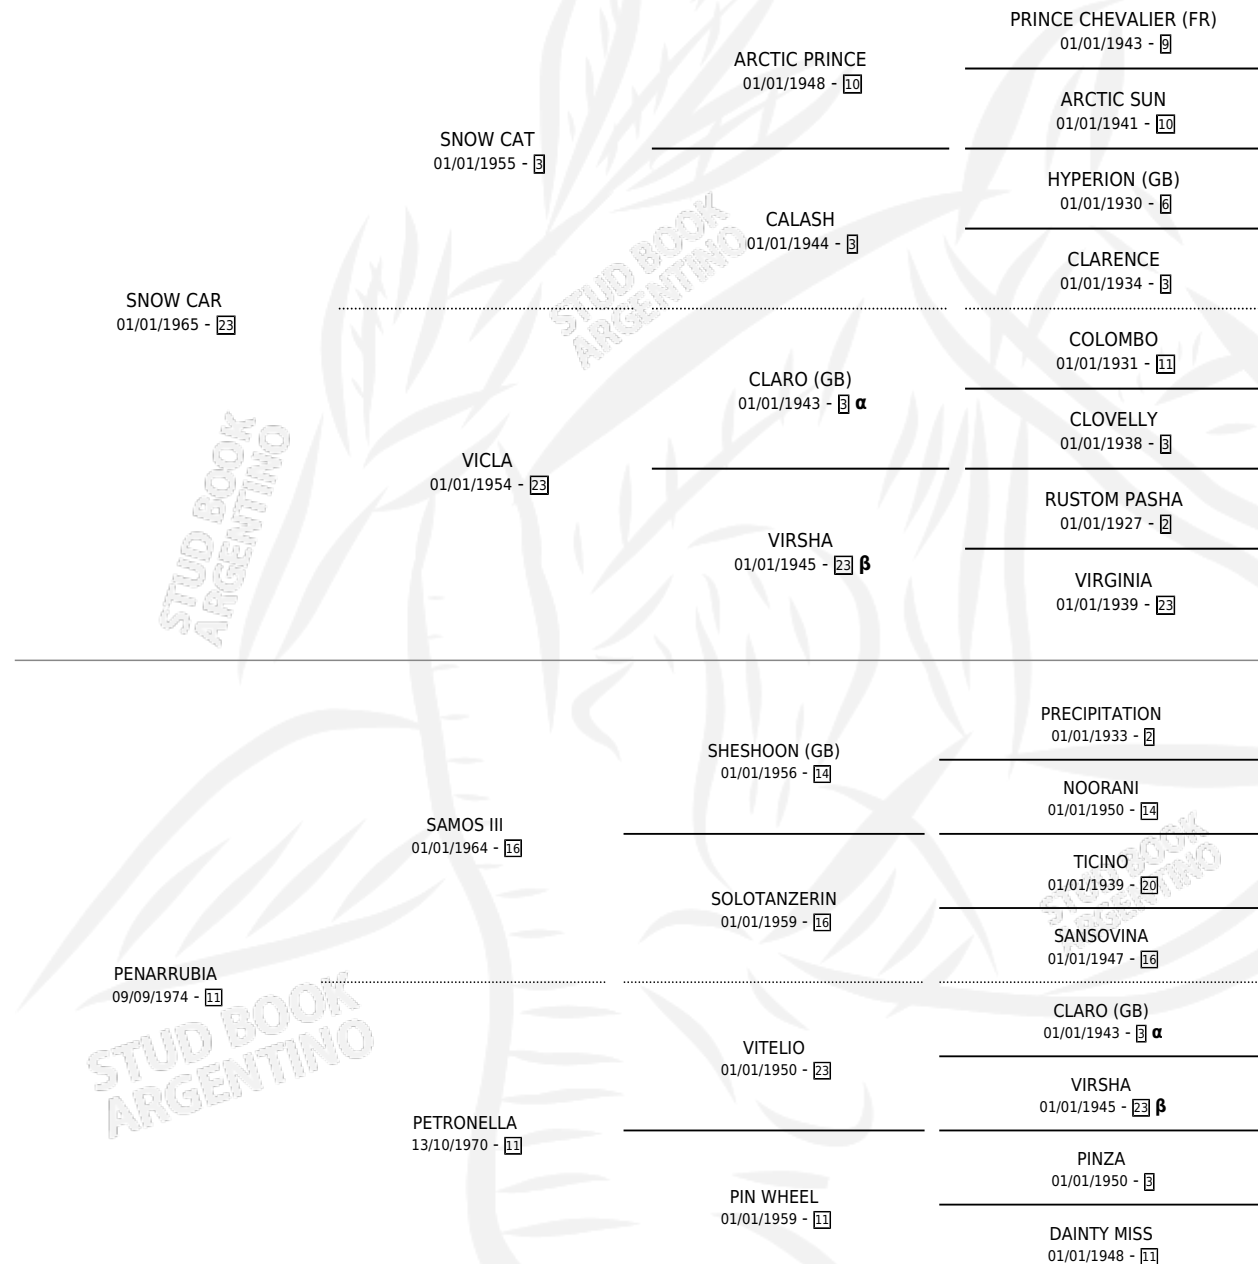 PRINCE CHEVALIER (FR)
01/01/1943 - 9
ARCTIC PRINCE
01/01/1948 - 10
ARCTIC SUN
01/01/1941 - 10
SNOW CAT
01/01/1955 - 3
HYPERION (GB)
01/01/1930 - 6
CALASH
01/01/1944 - 3
CLARENCE
01/01/1934 - 3
SNOW CAR
01/01/1965 - 23
COLOMBO
01/01/1931 - 11
CLARO (GB)
01/01/1943 - 3 α
CLOVELLY
01/01/1938 - 3
VICLA
01/01/1954 - 23
RUSTOM PASHA
01/01/1927 - 2
VIRSHA
01/01/1945 - 23 β
VIRGINIA
01/01/1939 - 23
PRECIPITATION
01/01/1933 - 2
SHESHOON (GB)
01/01/1956 - 14
NOORANI
01/01/1950 - 14
SAMOS III
01/01/1964 - 16
TICINO
01/01/1939 - 20
SOLOTANZERIN
01/01/1959 - 16
SANSOVINA
01/01/1947 - 16
PENARRUBIA
09/09/1974 - 11
CLARO (GB)
01/01/1943 - 3 α
VITELIO
01/01/1950 - 23
VIRSHA
01/01/1945 - 23 β
PETRONELLA
13/10/1970 - 11
PINZA
01/01/1950 - 3
PIN WHEEL
01/01/1959 - 11
DAINTY MISS
01/01/1948 - 11
STUD BOOK
ARGENTINO
STUD BOOK
ARGENTINO
STUD BOOK
ARGENTINO
STUD BOOK
ARGENTINO